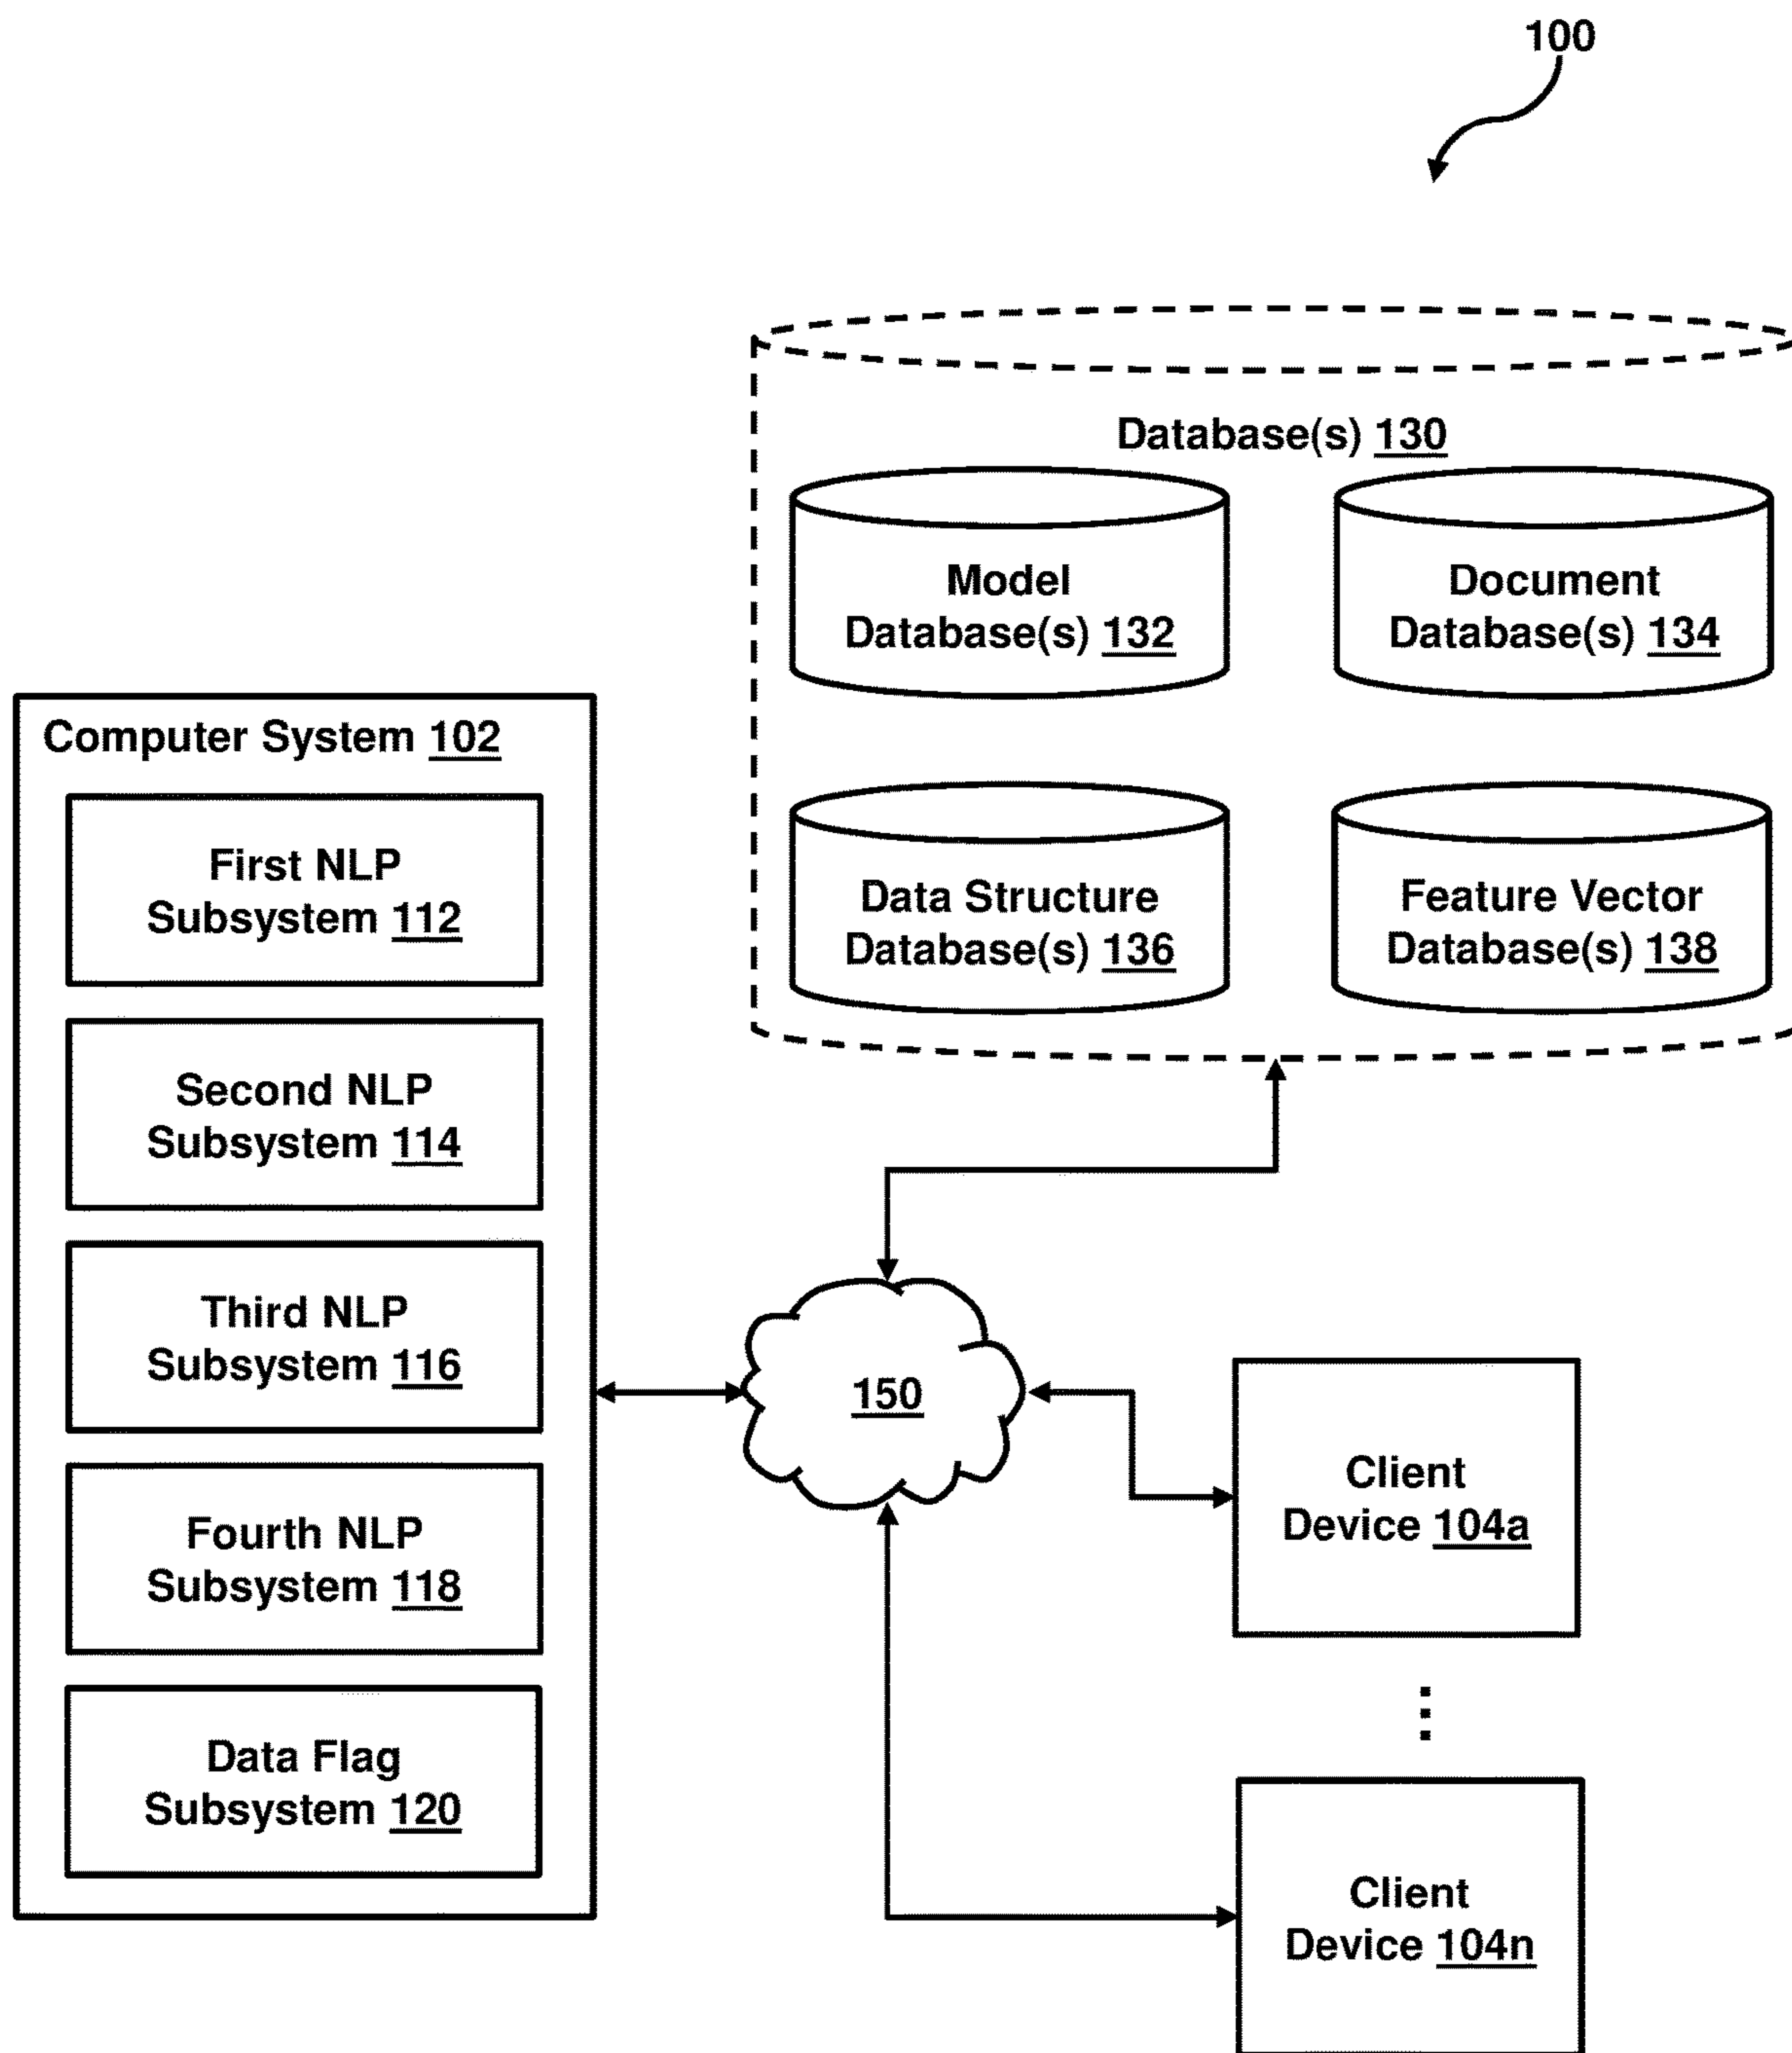 100
Database(s) 130
Model
Database(s) 132
Document
Database(s) 134
Data Structure
Database(s) 136
Feature Vector
Database(s) 138
Computer System 102
First NLP
Subsystem 112
Second NLP
Subsystem 114
Third NLP
Subsystem 116
Fourth NLP
Subsystem 118
Data Flag
Subsystem 120
150
Client
Device 104a
Client
Device 104n